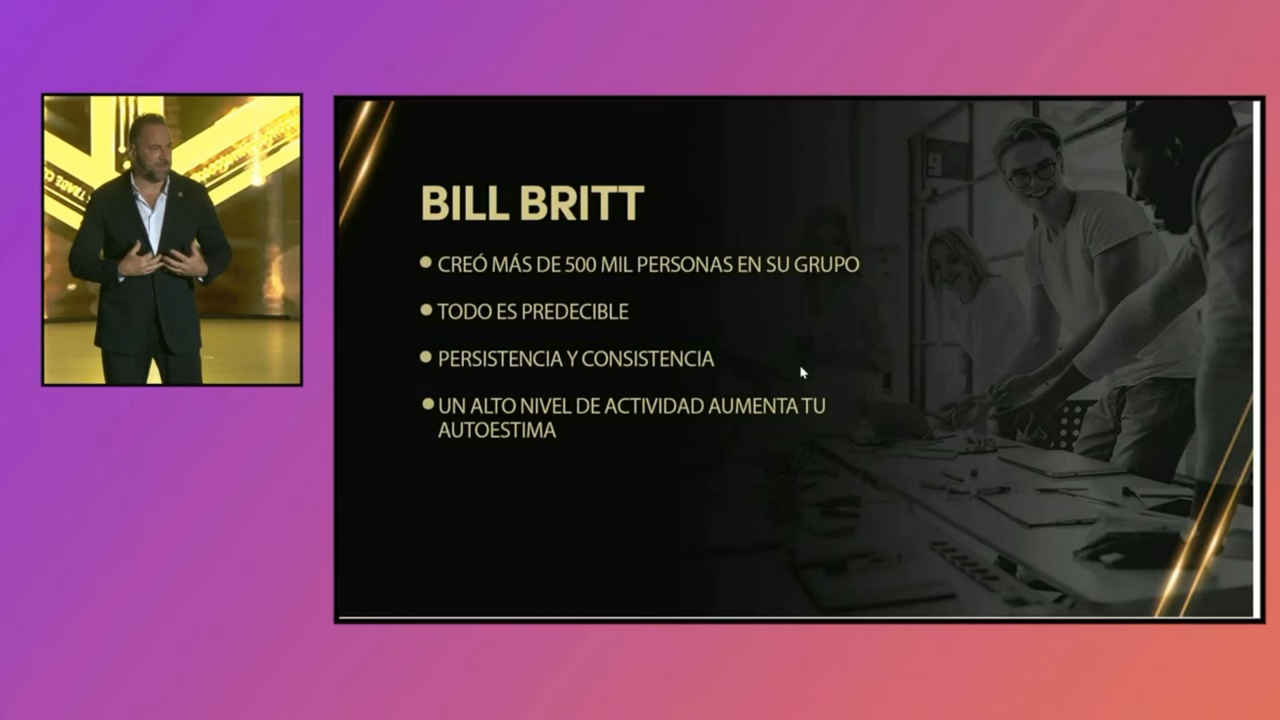 BILL BRITT
CREÓ MÁS DE 500 MIL PERSONAS EN SU GRUPO
TODO ES PREDECIBLE
PERSISTENCIA Y CONSISTENCIA
UN ALTO NIVEL DE ACTIVIDAD AUMENTA TU
AUTOESTIMA
9